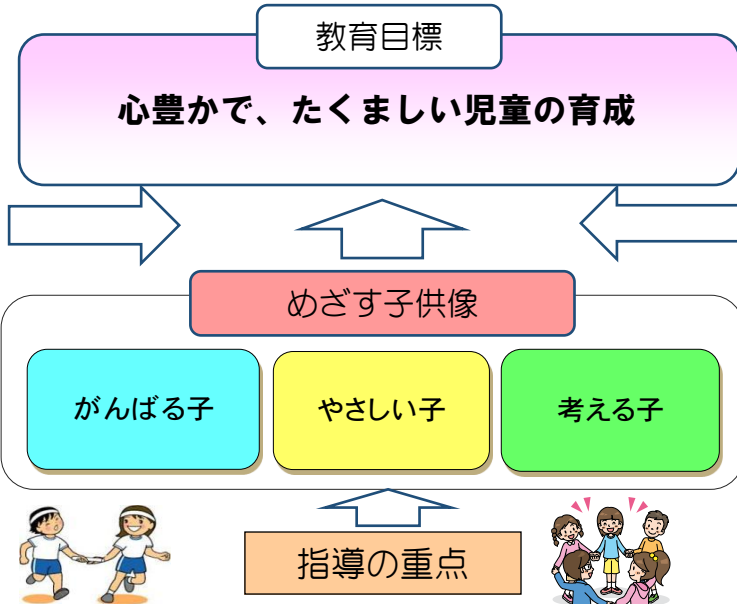 教育目標
心豊かで、たくましい児童の育成
めざす子供像
がんばる子
やさしい子
考える子
指導の重点